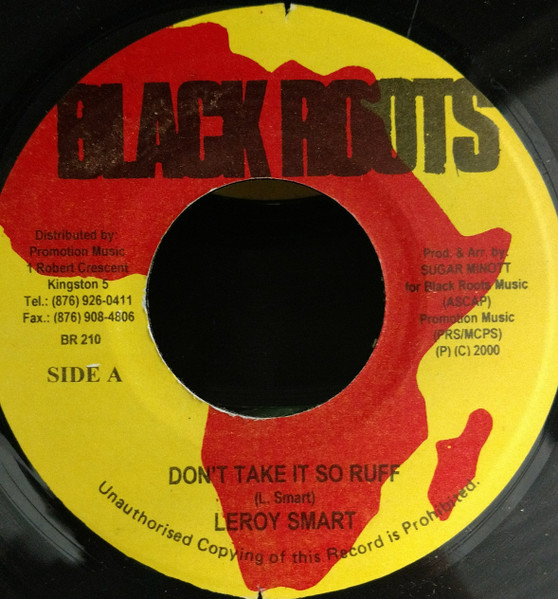 BLACK ROOTS
Distributed by:
Promotion Music
1 Robert Crescent
Kingston 5
Tel.: (876) 926-0411
Fax.: (876) 908-4806
BR 210
SIDE A
Prod. & Arr. by:
SUGAR MINOTT
for Black Roots Music
(ASCAP)
Promotion Music
(PRS/MCPS)
(P) (C) 2000
DON'T TAKE IT SO RUFF
(L. Smart)
LEROY SMART
Unauthorised Copying of this Record is Prohibited.